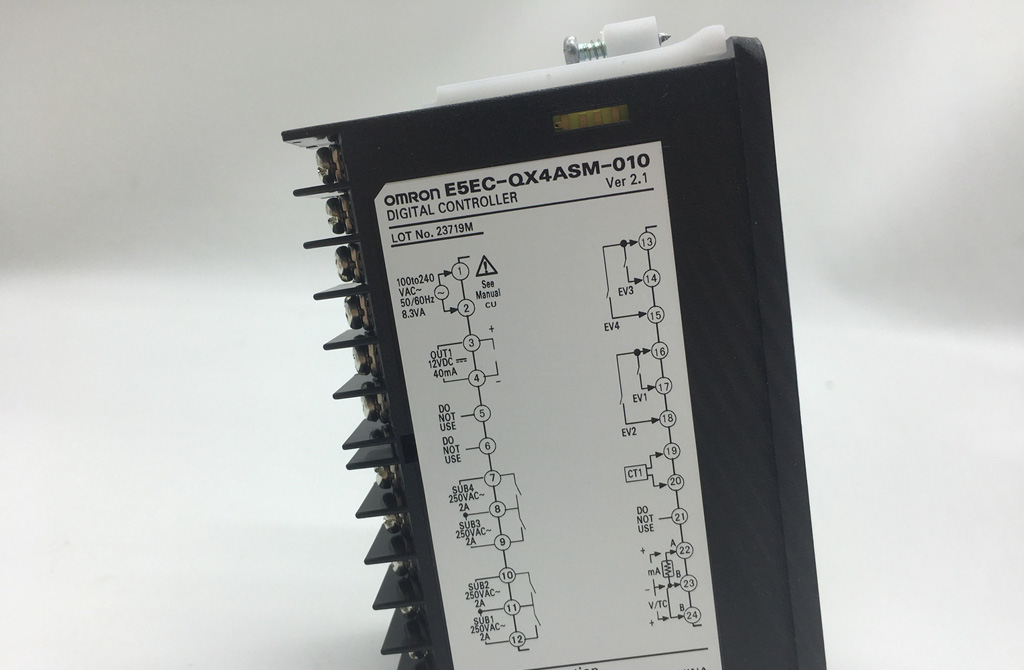 OMRON E5EC-QX4ASM-010
DIGITAL CONTROLLER Ver 2.1
LOT No. 23719M
100to240
VAC~
50/60Hz
8.3VA
1
2
See
Manual
CU
OUT1
12VDC
40mA
3
+
4
-
DO
NOT
USE
5
DO
NOT
USE
6
SUB4
250VAC~
2A
7
8
SUB3
250VAC~
2A
9
SUB2
250VAC~
2A
10
11
SUB1
250VAC~
2A
12
13
14
EV3
15
EV4
16
17
EV1
18
EV2
19
CT1
20
DO
NOT
USE
21
+
A
22
mA
B
23
-
V/TC
B
24
+